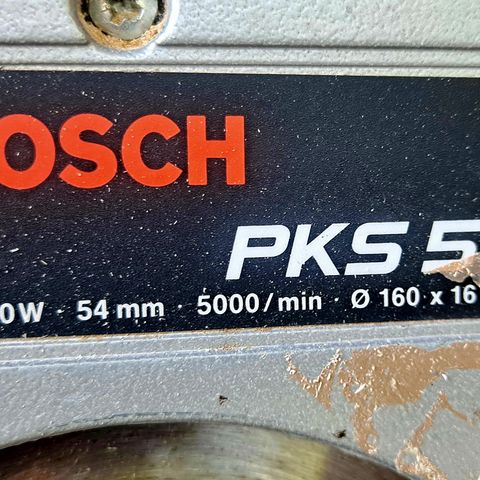 OSCH
PKS 5
0W · 54 mm · 5000/min · Ø 160 x 16